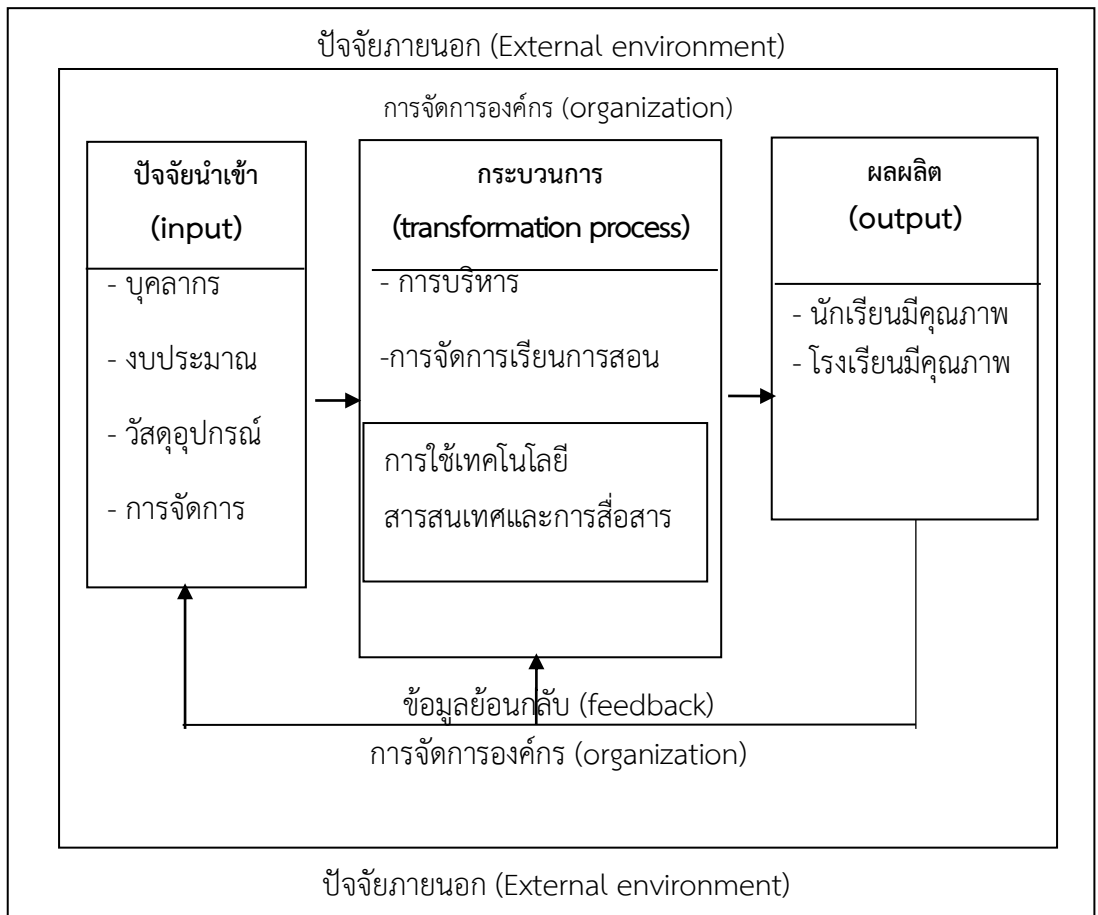 ปัจจัยภายนอก (External environment)
การจัดการองค์กร (organization)
ปัจจัยนำเข้า
(input)
- บุคลากร
- งบประมาณ
- วัสดุอุปกรณ์
- การจัดการ
กระบวนการ
(transformation process)
- การบริหาร
-การจัดการเรียนการสอน
การใช้เทคโนโลยี
สารสนเทศและการสื่อสาร
ผลผลิต
(output)
- นักเรียนมีคุณภาพ
- โรงเรียนมีคุณภาพ
ข้อมูลย้อนกลับ (feedback)
การจัดการองค์กร (organization)
ปัจจัยภายนอก (External environment)